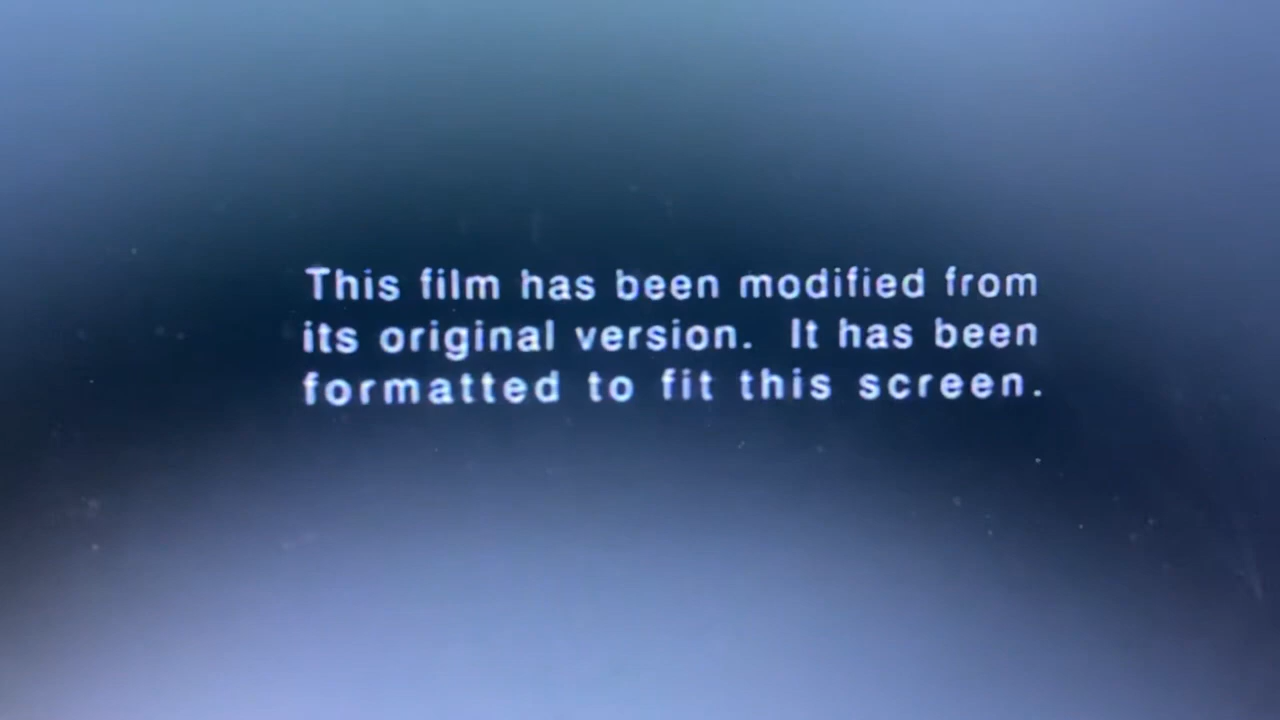 This film has been modified from
its original version.  It has been
formatted to fit this screen.